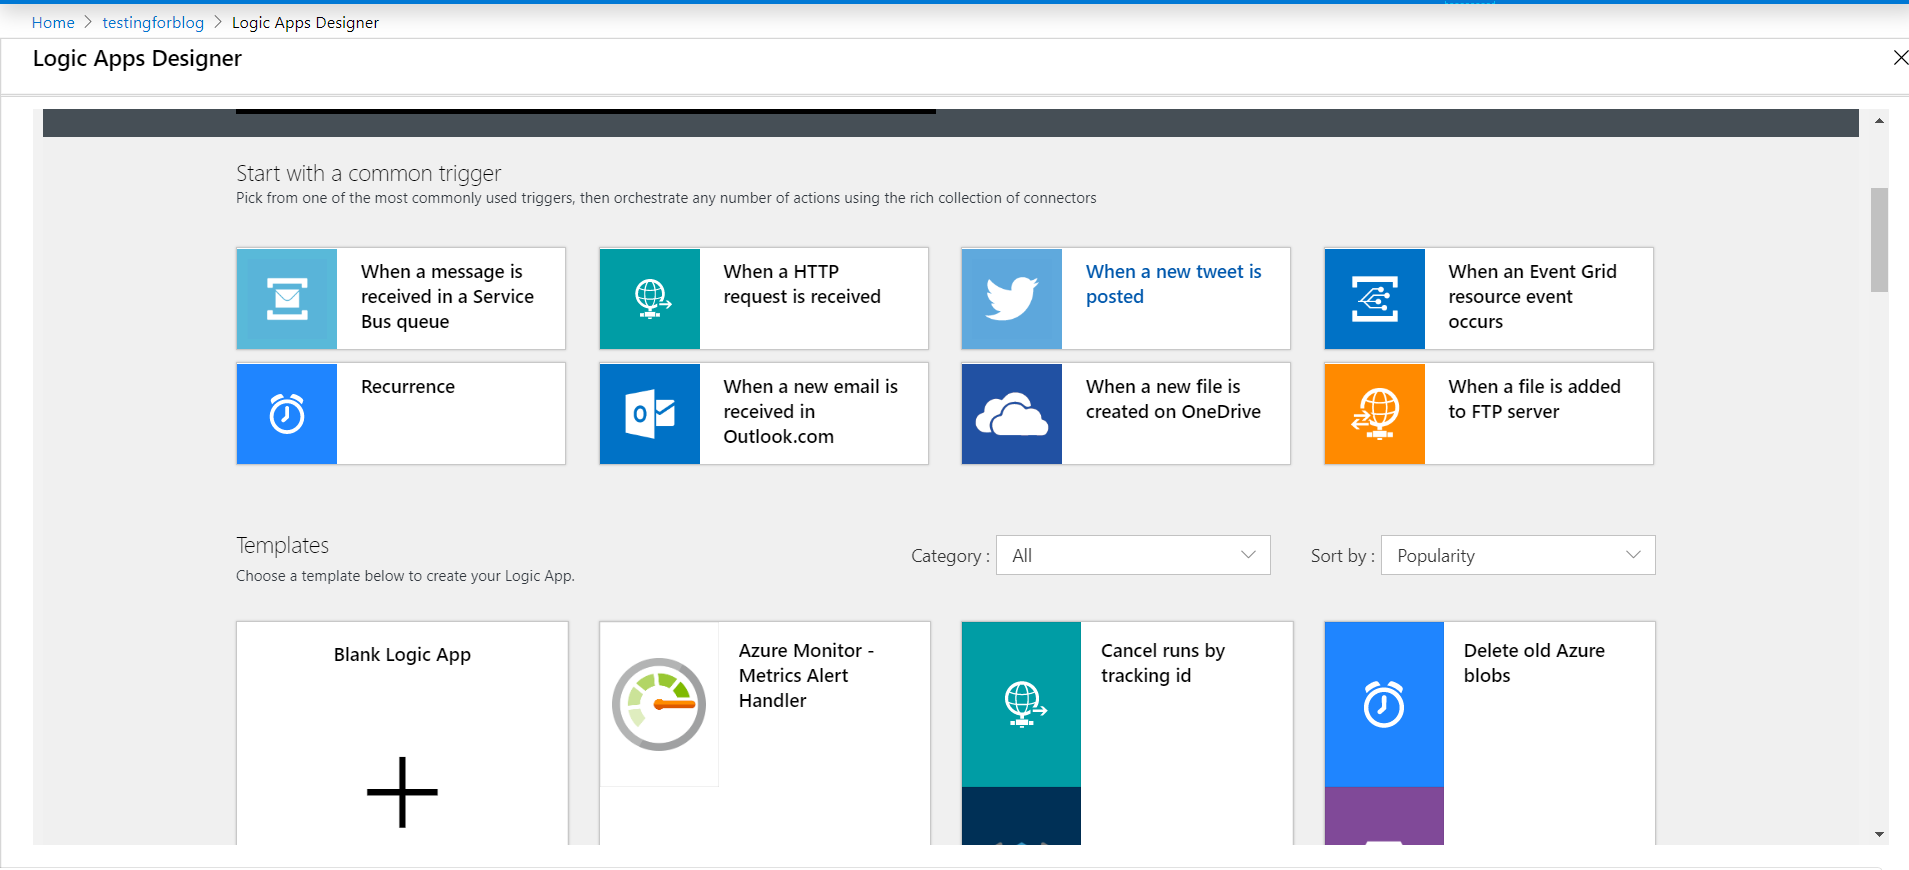 Home > testingforblog > Logic Apps Designer
Logic Apps Designer
Start with a common trigger
Pick from one of the most commonly used triggers, then orchestrate any number of actions using the rich collection of connectors
When a message is
received in a Service
Bus queue
When a HTTP
request is received
When a new tweet is
posted
When an Event Grid
resource event
occurs
Recurrence
When a new email is
received in
Outlook.com
When a new file is
created on OneDrive
When a file is added
to FTP server
Templates
Choose a template below to create your Logic App.
Category : All
Sort by : Popularity
Blank Logic App
Azure Monitor -
Metrics Alert
Handler
Cancel runs by
tracking id
Delete old Azure
blobs